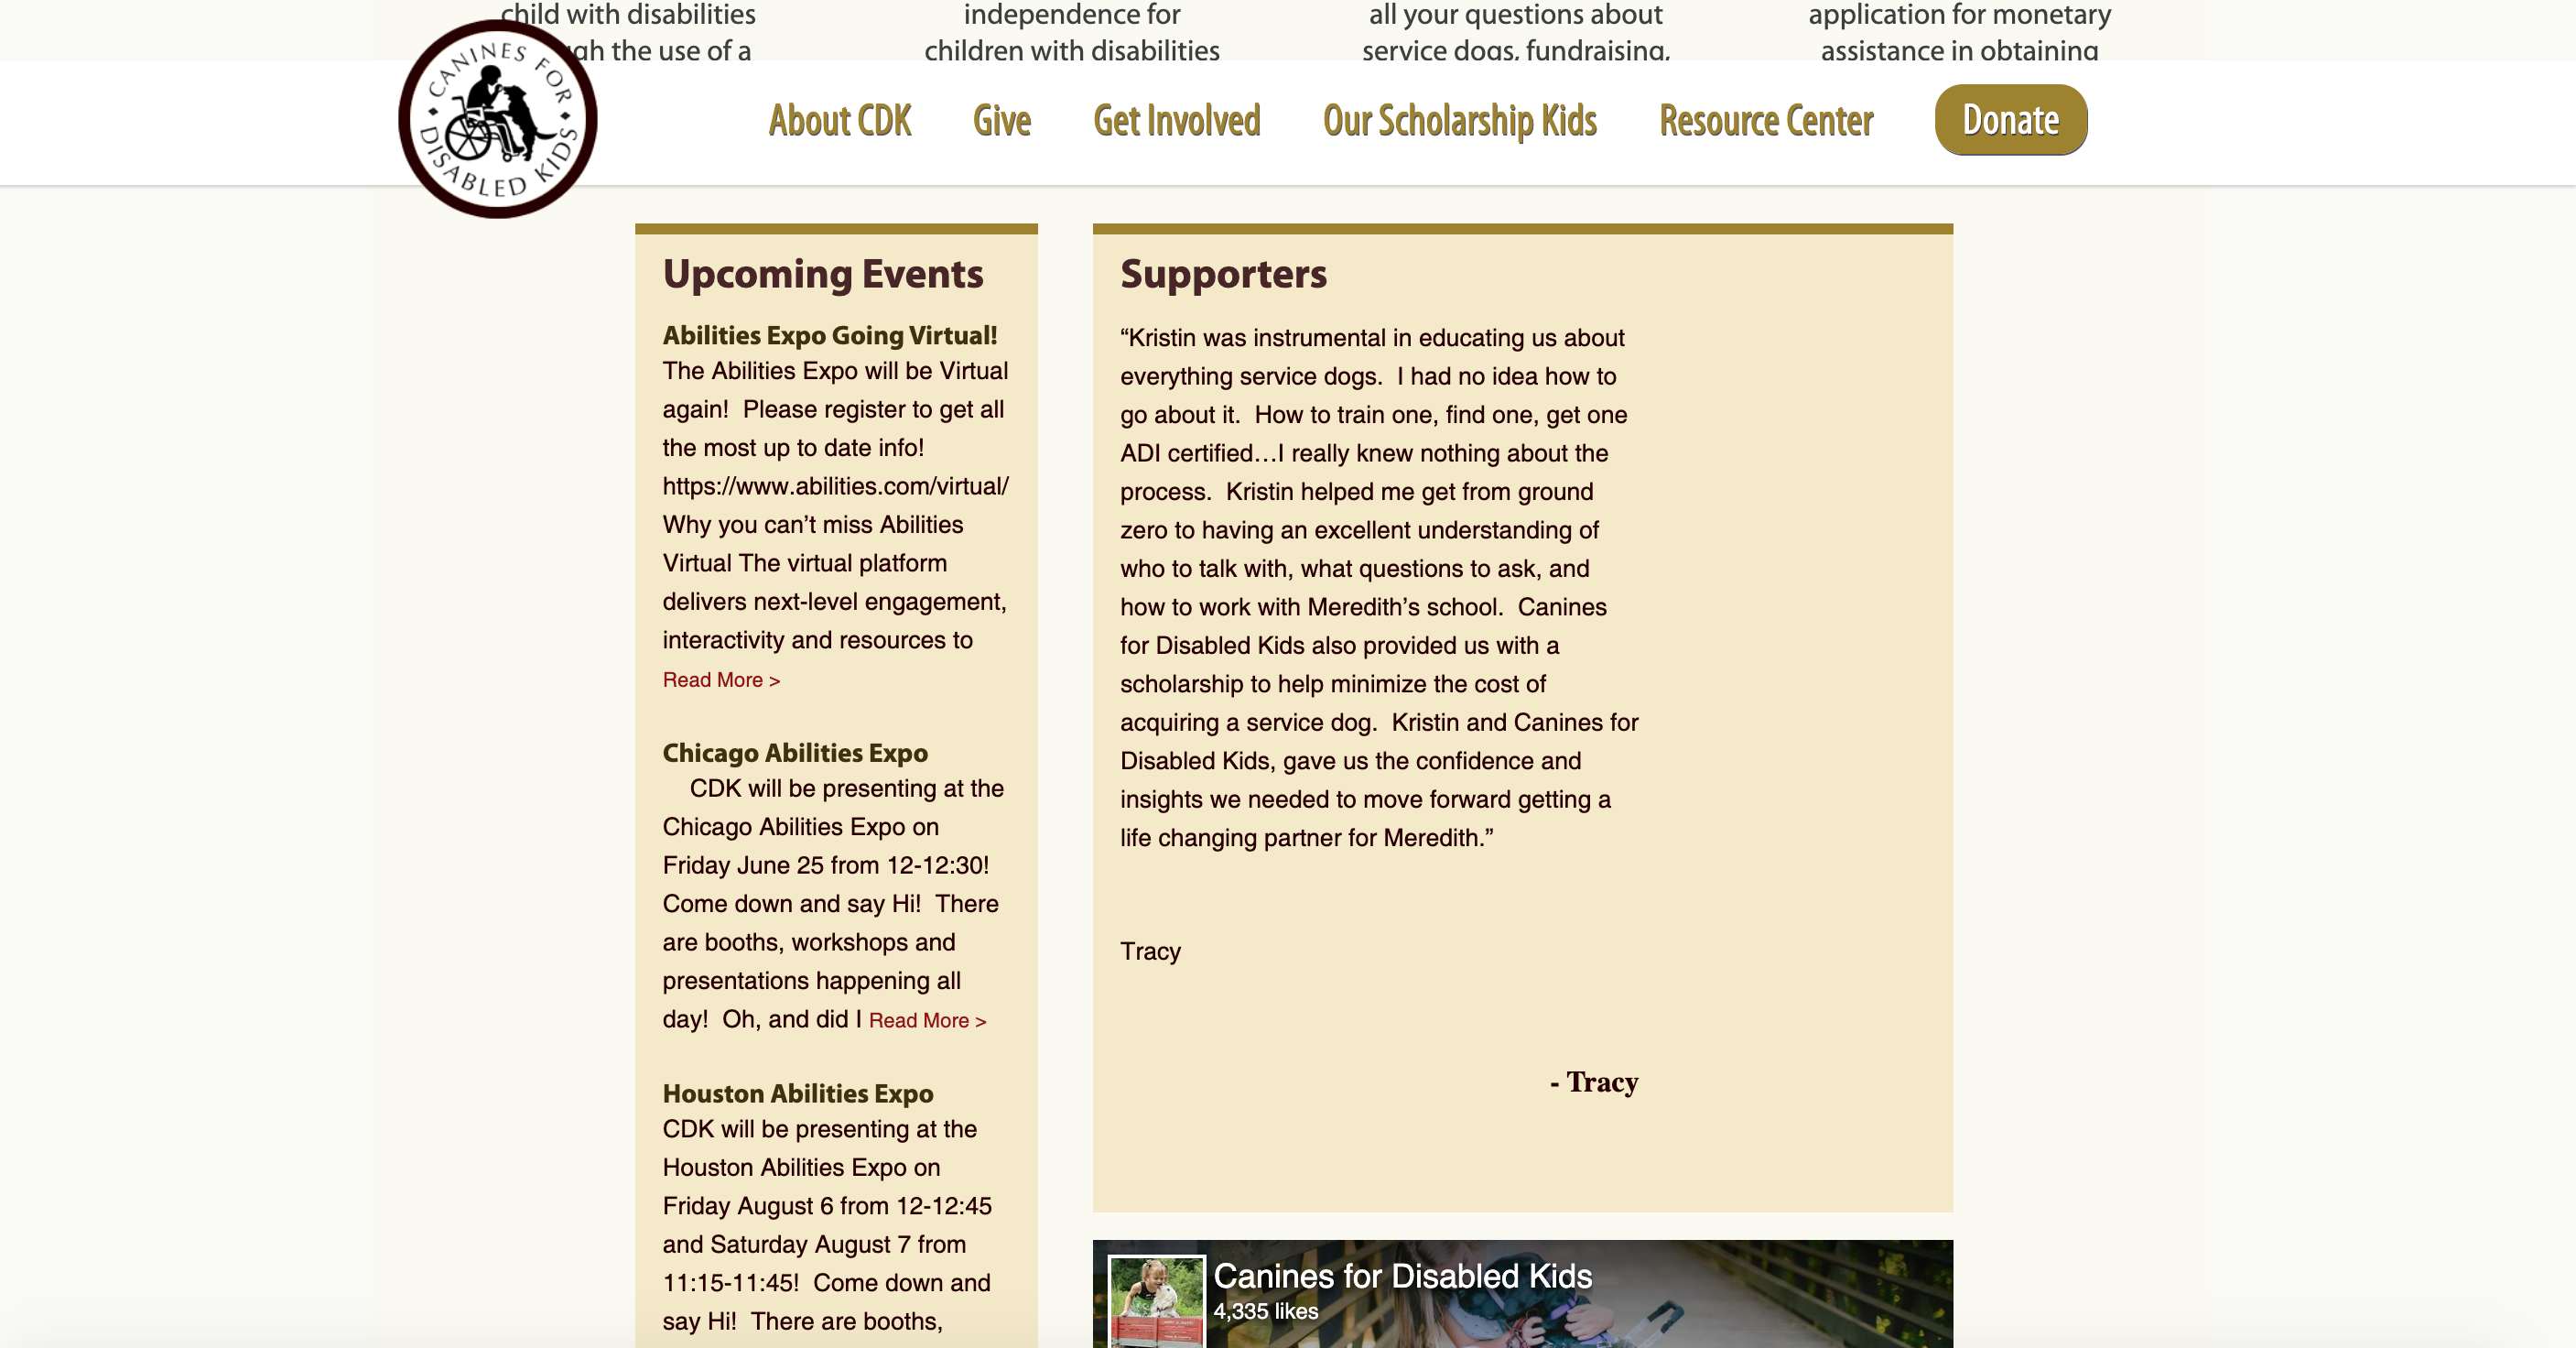 child with disabilities
independence for
all your questions about
application for monetary
gh the use of a
children with disabilities
service dogs, fundraising,
assistance in obtaining
CANINES FOR
DISABLED KIDS
About CDK
Give
Get Involved
Our Scholarship Kids
Resource Center
Donate
Upcoming Events
Abilities Expo Going Virtual!
The Abilities Expo will be Virtual
again!  Please register to get all
the most up to date info!
https://www.abilities.com/virtual/
Why you can’t miss Abilities
Virtual The virtual platform
delivers next-level engagement,
interactivity and resources to
Read More >
Chicago Abilities Expo
CDK will be presenting at the
Chicago Abilities Expo on
Friday June 25 from 12-12:30!
Come down and say Hi!  There
are booths, workshops and
presentations happening all
day!  Oh, and did I Read More >
Houston Abilities Expo
CDK will be presenting at the
Houston Abilities Expo on
Friday August 6 from 12-12:45
and Saturday August 7 from
11:15-11:45!  Come down and
say Hi!  There are booths,
Supporters
“Kristin was instrumental in educating us about
everything service dogs.  I had no idea how to
go about it.  How to train one, find one, get one
ADI certified…I really knew nothing about the
process.  Kristin helped me get from ground
zero to having an excellent understanding of
who to talk with, what questions to ask, and
how to work with Meredith’s school.  Canines
for Disabled Kids also provided us with a
scholarship to help minimize the cost of
acquiring a service dog.  Kristin and Canines for
Disabled Kids, gave us the confidence and
insights we needed to move forward getting a
life changing partner for Meredith.”
Tracy
- Tracy
Canines for Disabled Kids
4,335 likes